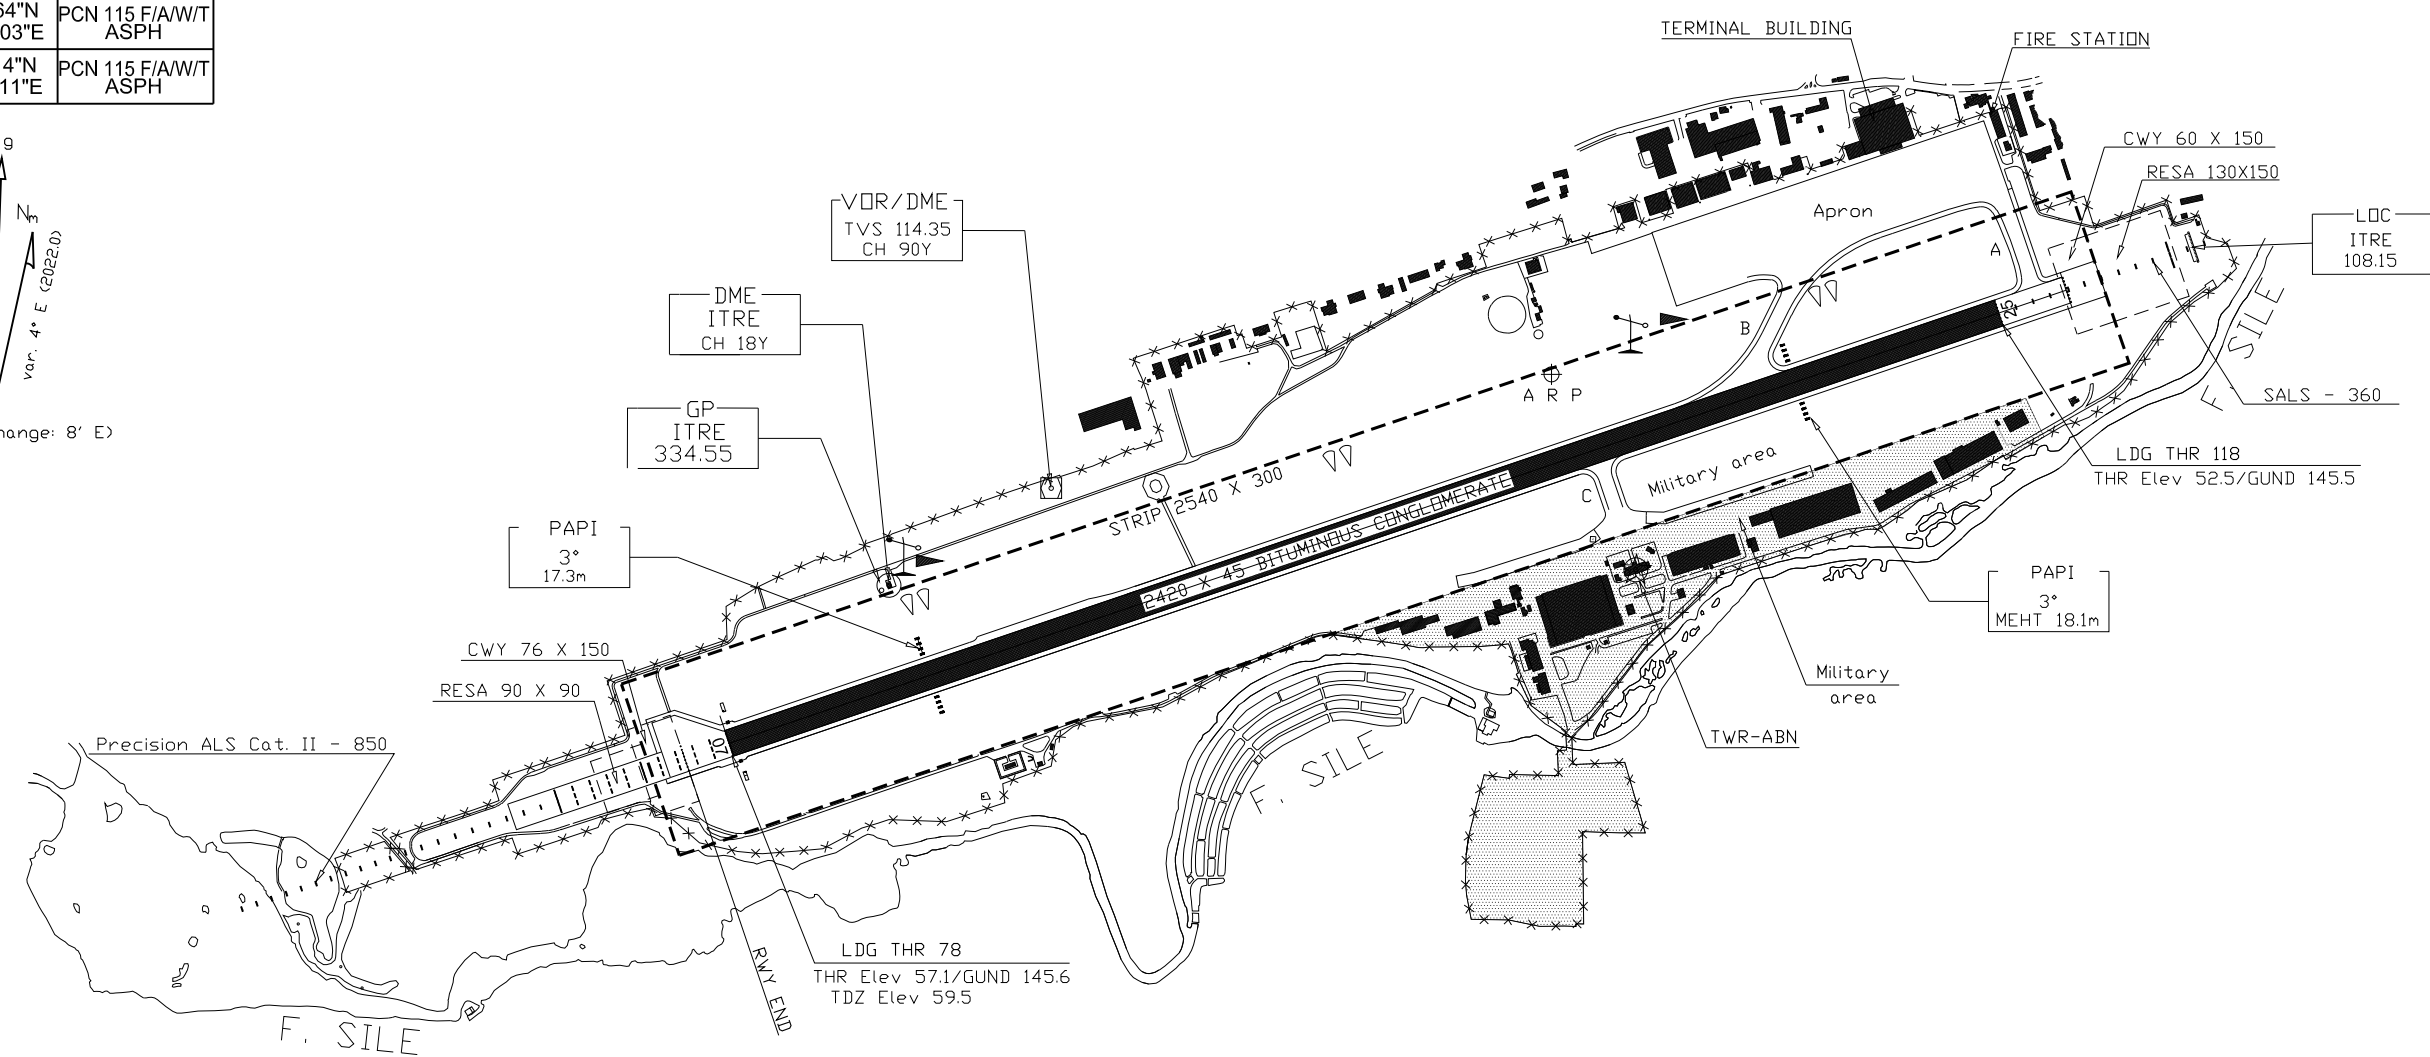 64"N
03"E
PCN 115 F/A/W/T
ASPH
4"N
11"E
PCN 115 F/A/W/T
ASPH
g
Nm
var. 4° E (2022.0)
hange: 8' E)
TERMINAL BUILDING
FIRE STATION
CWY 60 X 150
RESA 130X150
LOC
ITRE
108.15
VOR/DME
TVS 114.35
CH 90Y
Apron
A
B
DME
ITRE
CH 18Y
25
F. SILE
A R P
SALS - 360
GP
ITRE
334.55
LDG THR 118
THR Elev 52.5/GUND 145.5
Military area
STRIP 2540 X 300
C
2420 X 45 BITUMINOUS CONGLOMERATE
PAPI
3°
17.3m
PAPI
3°
MEHT 18.1m
CWY 76 X 150
RESA 90 X 90
Military
area
Precision ALS Cat. II - 850
07
TWR-ABN
F. SILE
LDG THR 78
THR Elev 57.1/GUND 145.6
TDZ Elev 59.5
RWY END
F. SILE